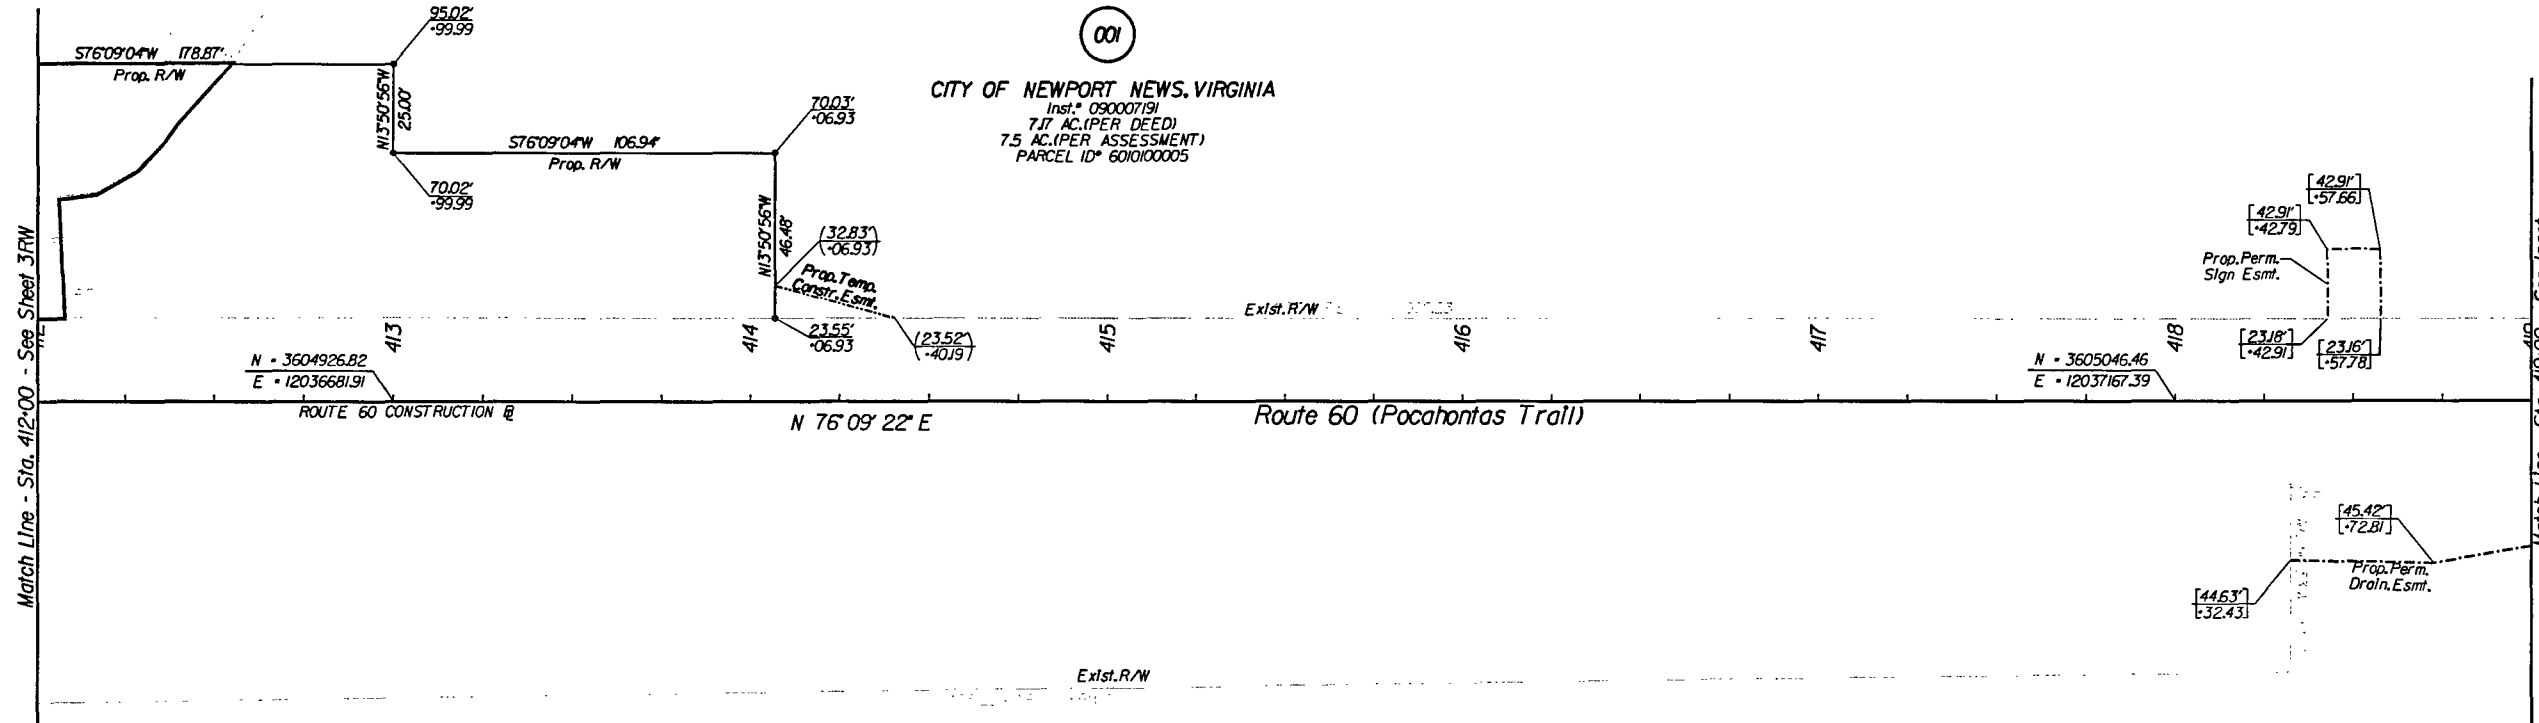 95.02'
+99.99
001
S76°09'04"W 178.87'
Prop. R/W
N13°50'56"W
25.00'
CITY OF NEWPORT NEWS, VIRGINIA
Inst.# 090007191
7.17 AC. (PER DEED)
7.5 AC. (PER ASSESSMENT)
PARCEL ID# 6010100005
70.03'
+06.93
S76°09'04"W 106.94'
Prop. R/W
70.02'
+99.99
N13°50'56"W
46.48'
(32.83')
(+06.93)
Prop. Temp.
Constr. Esmt.
[42.91']
[+57.66]
[42.91']
[+42.79]
Prop. Perm.
Sign Esmt.
Match Line - Sta. 412+00 - See Sheet 3RW
Exist. R/W
413
414
415
416
417
418
23.55'
+06.93
(23.52')
(+40.19)
[23.18']
[+42.91]
[23.16']
[+57.78]
N = 3604926.82
E = 12036681.91
N = 3605046.46
E = 12037167.39
ROUTE 60 CONSTRUCTION B
N 76° 09' 22" E
Route 60 (Pocahontas Trail)
[45.42']
[+72.81]
Prop. Perm.
Drain. Esmt.
[44.63']
[+32.43]
Exist. R/W